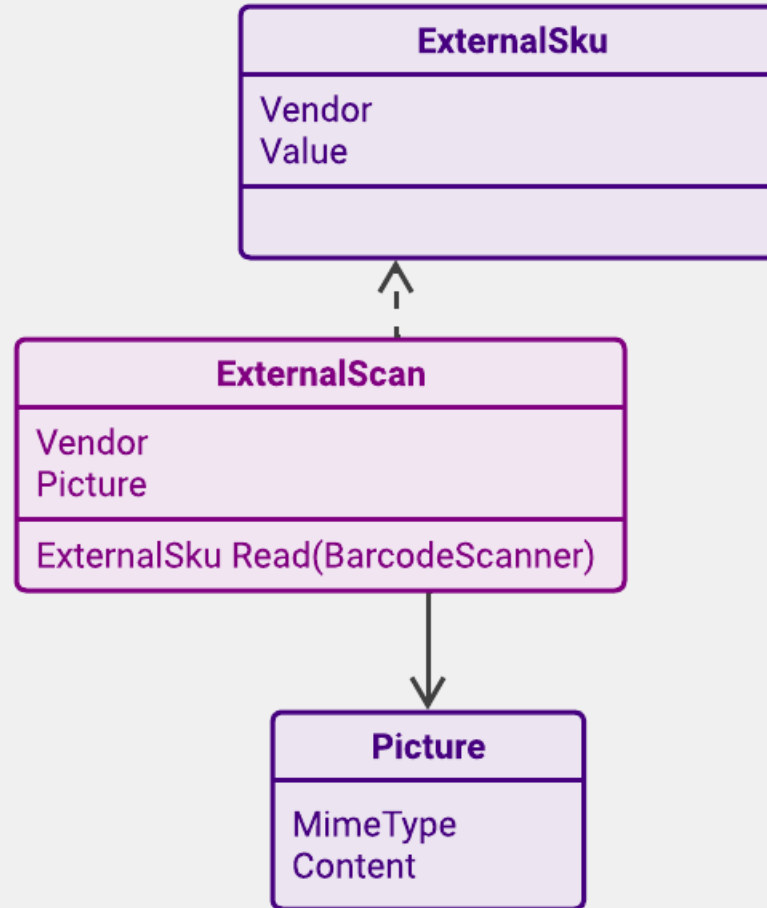 ExternalSku
Vendor
Value
ExternalScan
Vendor
Picture
ExternalSku Read(BarcodeScanner)
Picture
MimeType
Content